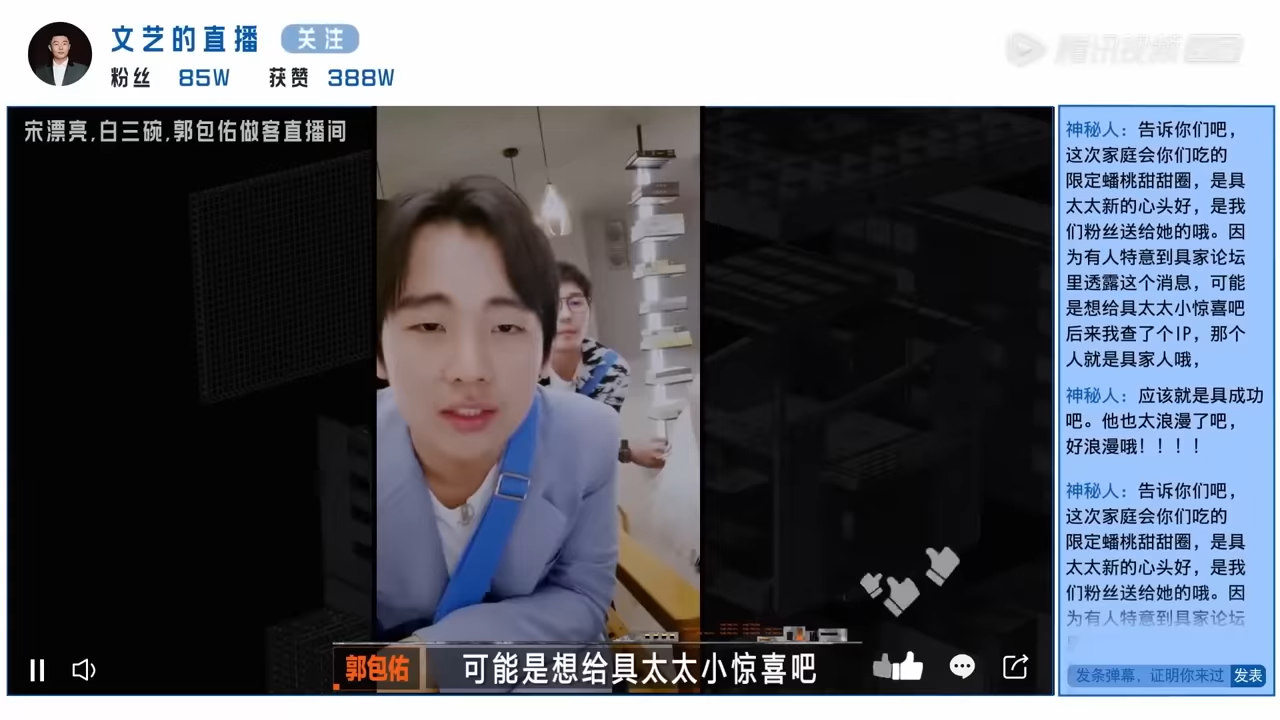 文艺的直播
关注
粉丝 85W 获赞 388W
腾讯视频
宋漂亮,白三碗,郭包佑做客直播间
神秘人：告诉你们吧，
这次家庭会你们吃的
限定蟠桃甜甜圈，是具
太太新的心头好，是我
们粉丝送给她的哦。因
为有人特意到具家论坛
里透露这个消息，可能
是想给具太太小惊喜吧
后来我查了个IP，那个
人就是具家人哦，
神秘人：应该就是具成功
吧。他也太浪漫了吧，
好浪漫哦！！！！
神秘人：告诉你们吧，
这次家庭会你们吃的
限定蟠桃甜甜圈，是具
太太新的心头好，是我
们粉丝送给她的哦。因
为有人特意到具家论坛
发条弹幕，证明你来过 发表
郭包佑 可能是想给具太太小惊喜吧